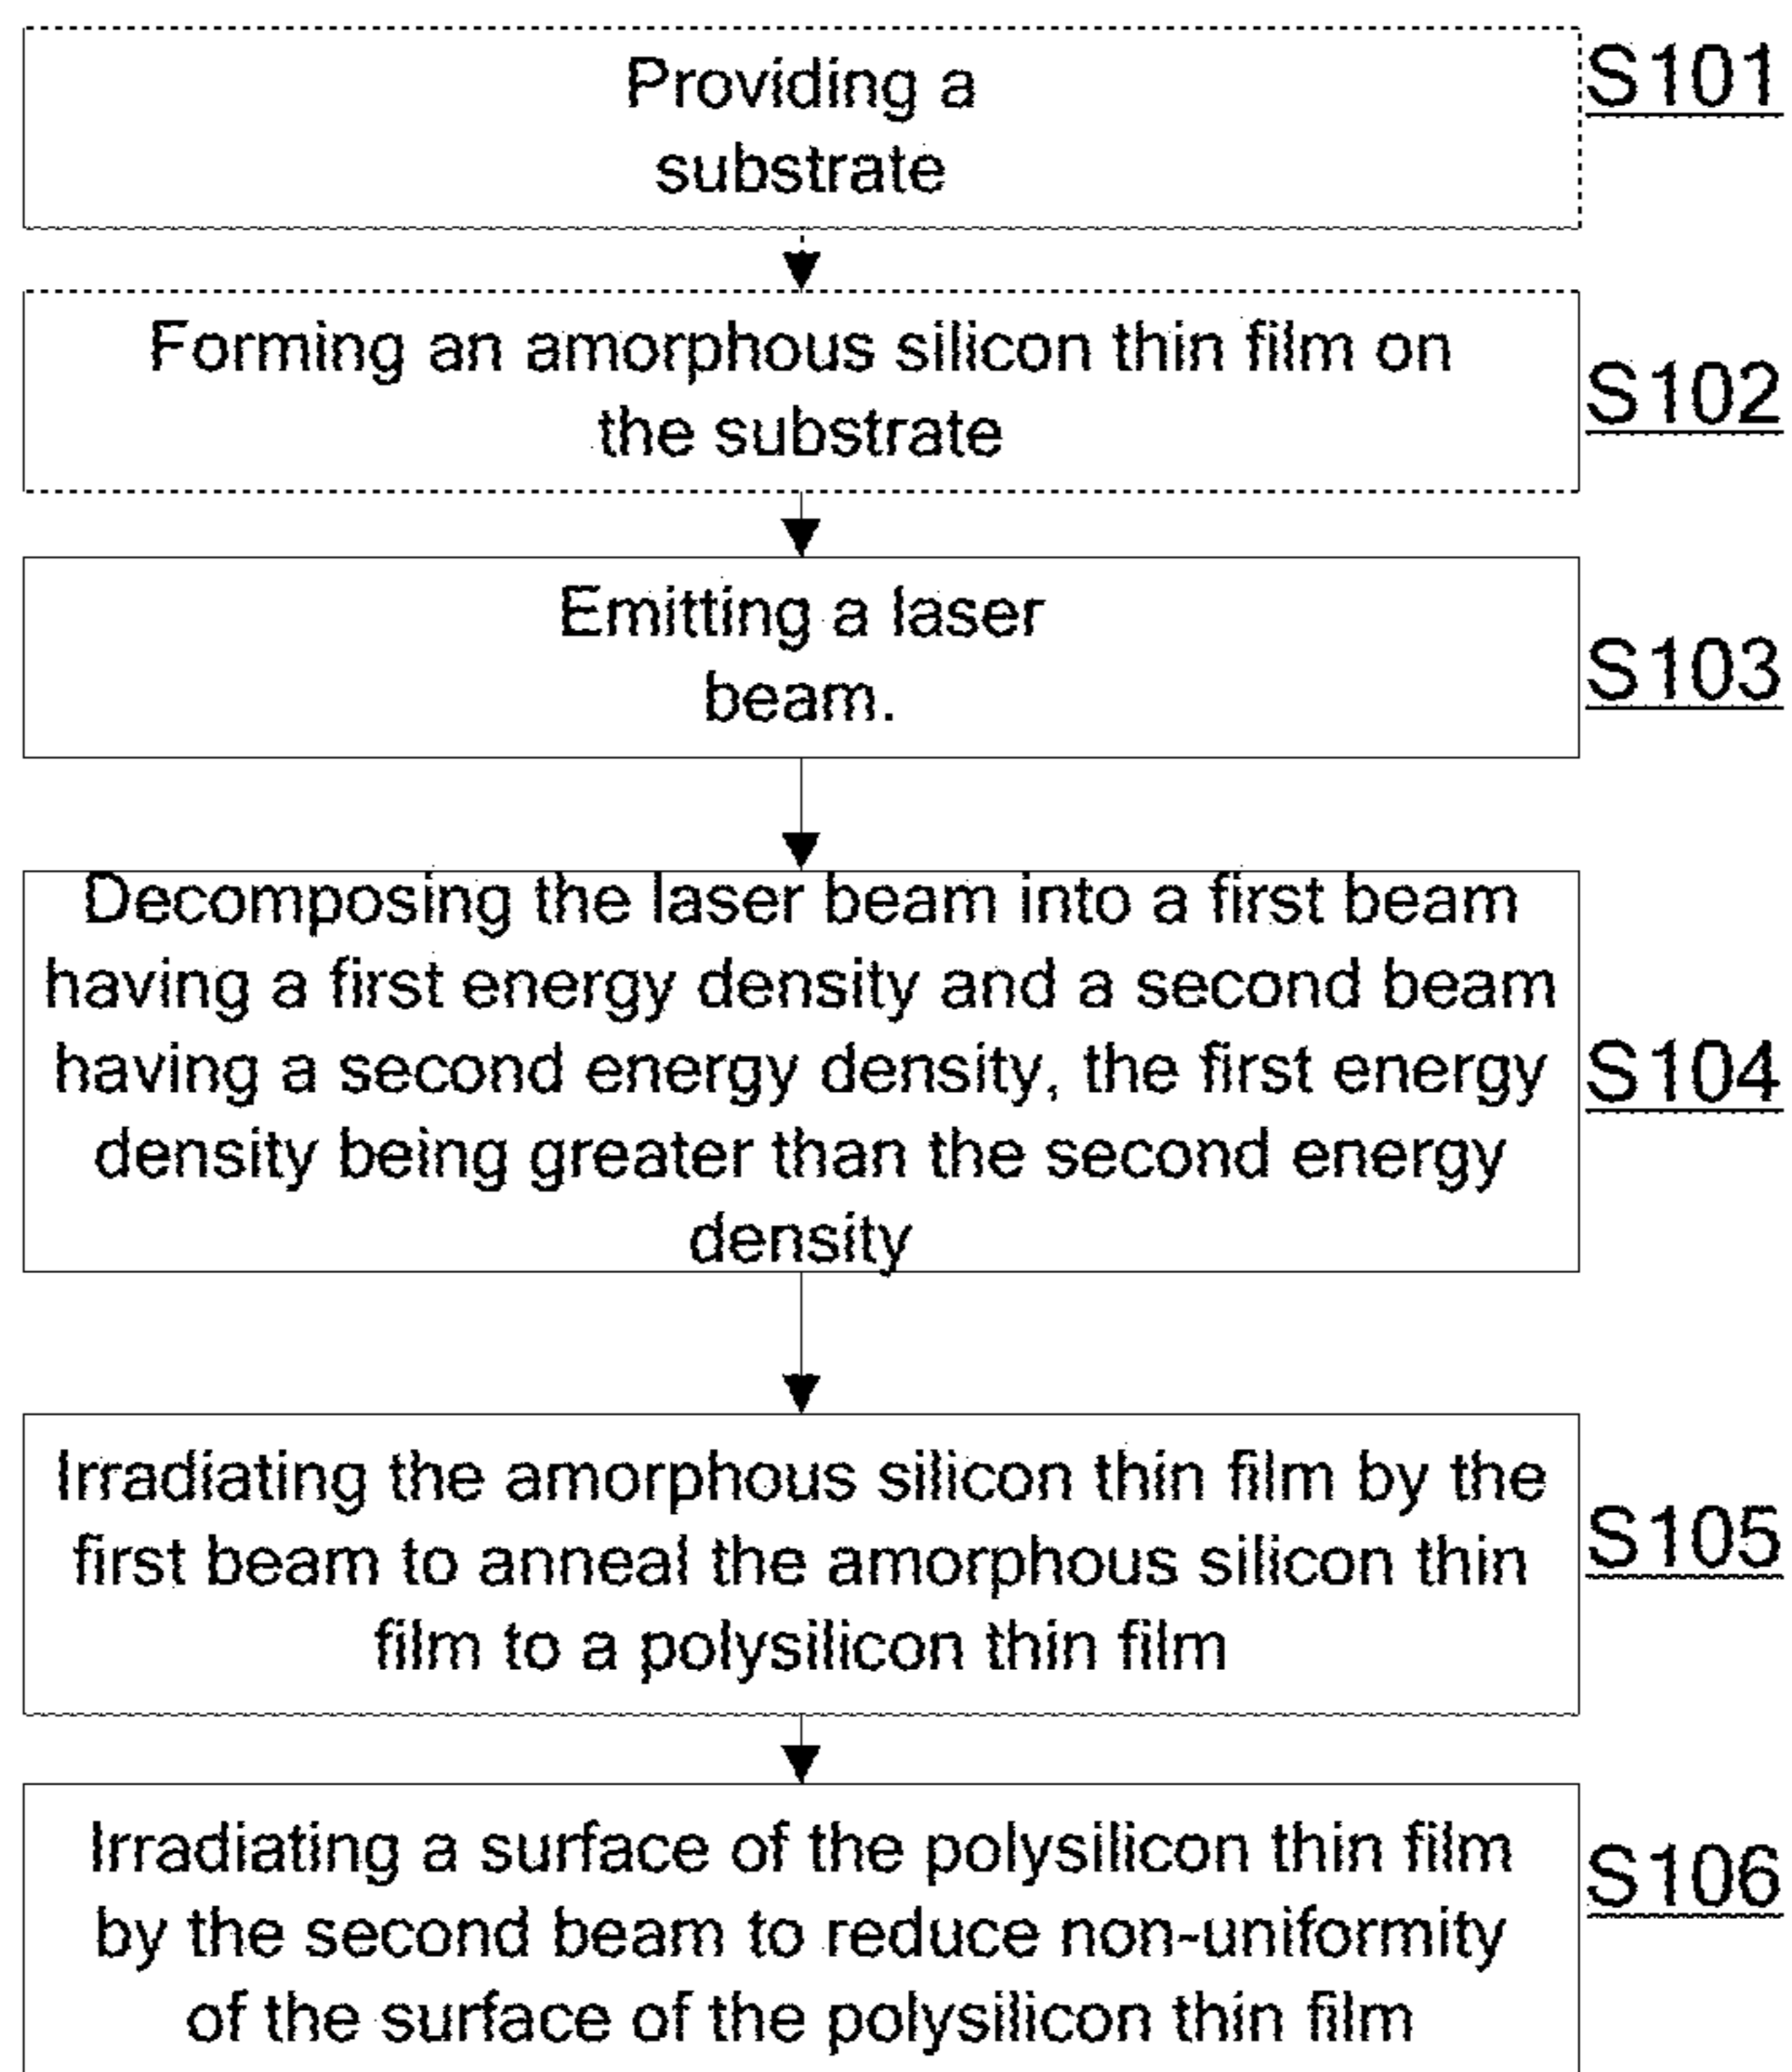 Providing a
substrate
S101
Forming an amorphous silicon thin film on
the substrate
S102
Emitting a laser
beam.
S103
Decomposing the laser beam into a first beam
having a first energy density and a second beam
having a second energy density, the first energy
density being greater than the second energy
density
S104
Irradiating the amorphous silicon thin film by the
first beam to anneal the amorphous silicon thin
film to a polysilicon thin film
S105
Irradiating a surface of the polysilicon thin film
by the second beam to reduce non-uniformity
of the surface of the polysilicon thin film
S106